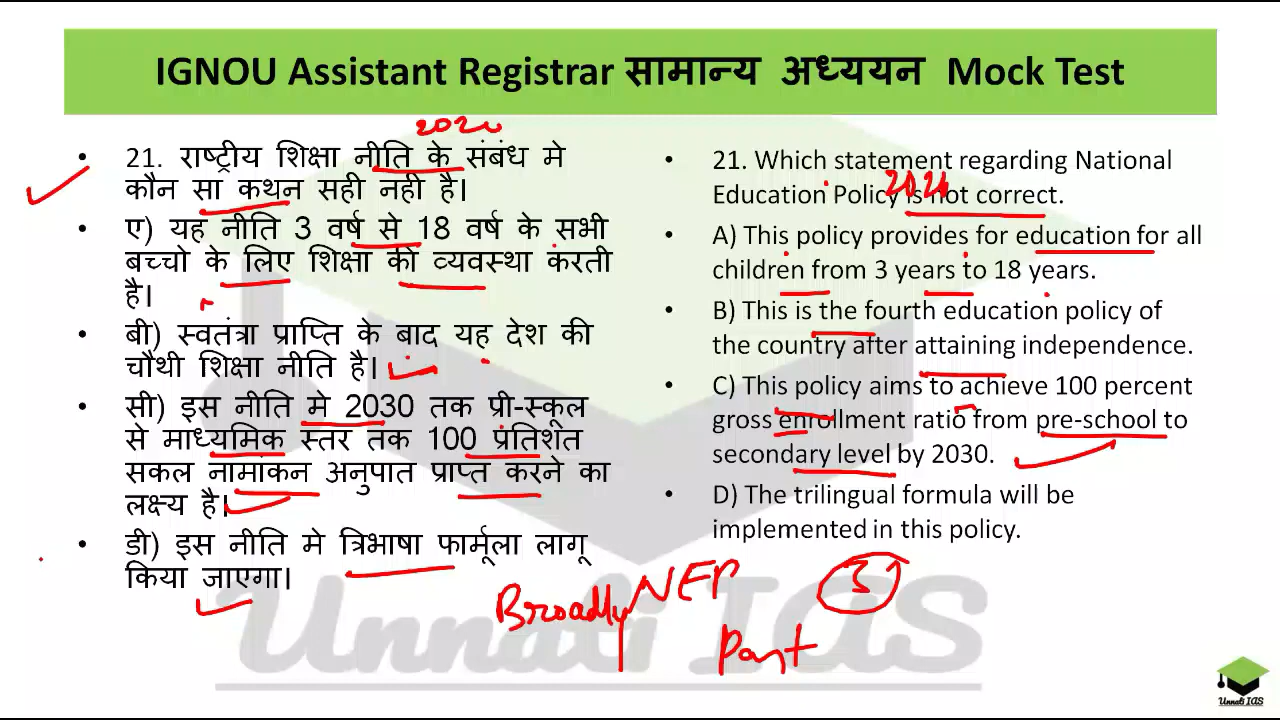 IGNOU Assistant Registrar सामान्य अध्ययन Mock Test
2020
• 21. राष्ट्रीय शिक्षा नीति के संबंध मे
कौन सा कथन सही नही है।
• ए) यह नीति 3 वर्ष से 18 वर्ष के सभी
बच्चो के लिए शिक्षा की व्यवस्था करती
है।
• बी) स्वतंत्रा प्राप्ति के बाद यह देश की
चौथी शिक्षा नीति है।
• सी) इस नीति मे 2030 तक प्री-स्कूल
से माध्यमिक स्तर तक 100 प्रतिशत
सकल नामांकन अनुपात प्राप्त करने का
लक्ष्य है।
• डी) इस नीति मे त्रिभाषा फार्मूला लागू
किया जाएगा।
• 21. Which statement regarding National
2020
Education Policy is not correct.
• A) This policy provides for education for all
children from 3 years to 18 years.
• B) This is the fourth education policy of
the country after attaining independence.
• C) This policy aims to achieve 100 percent
gross enrollment ratio from pre-school to
secondary level by 2030.
• D) The trilingual formula will be
implemented in this policy.
Broadly NEP 3
Part
Unnati IAS
Unnati IAS